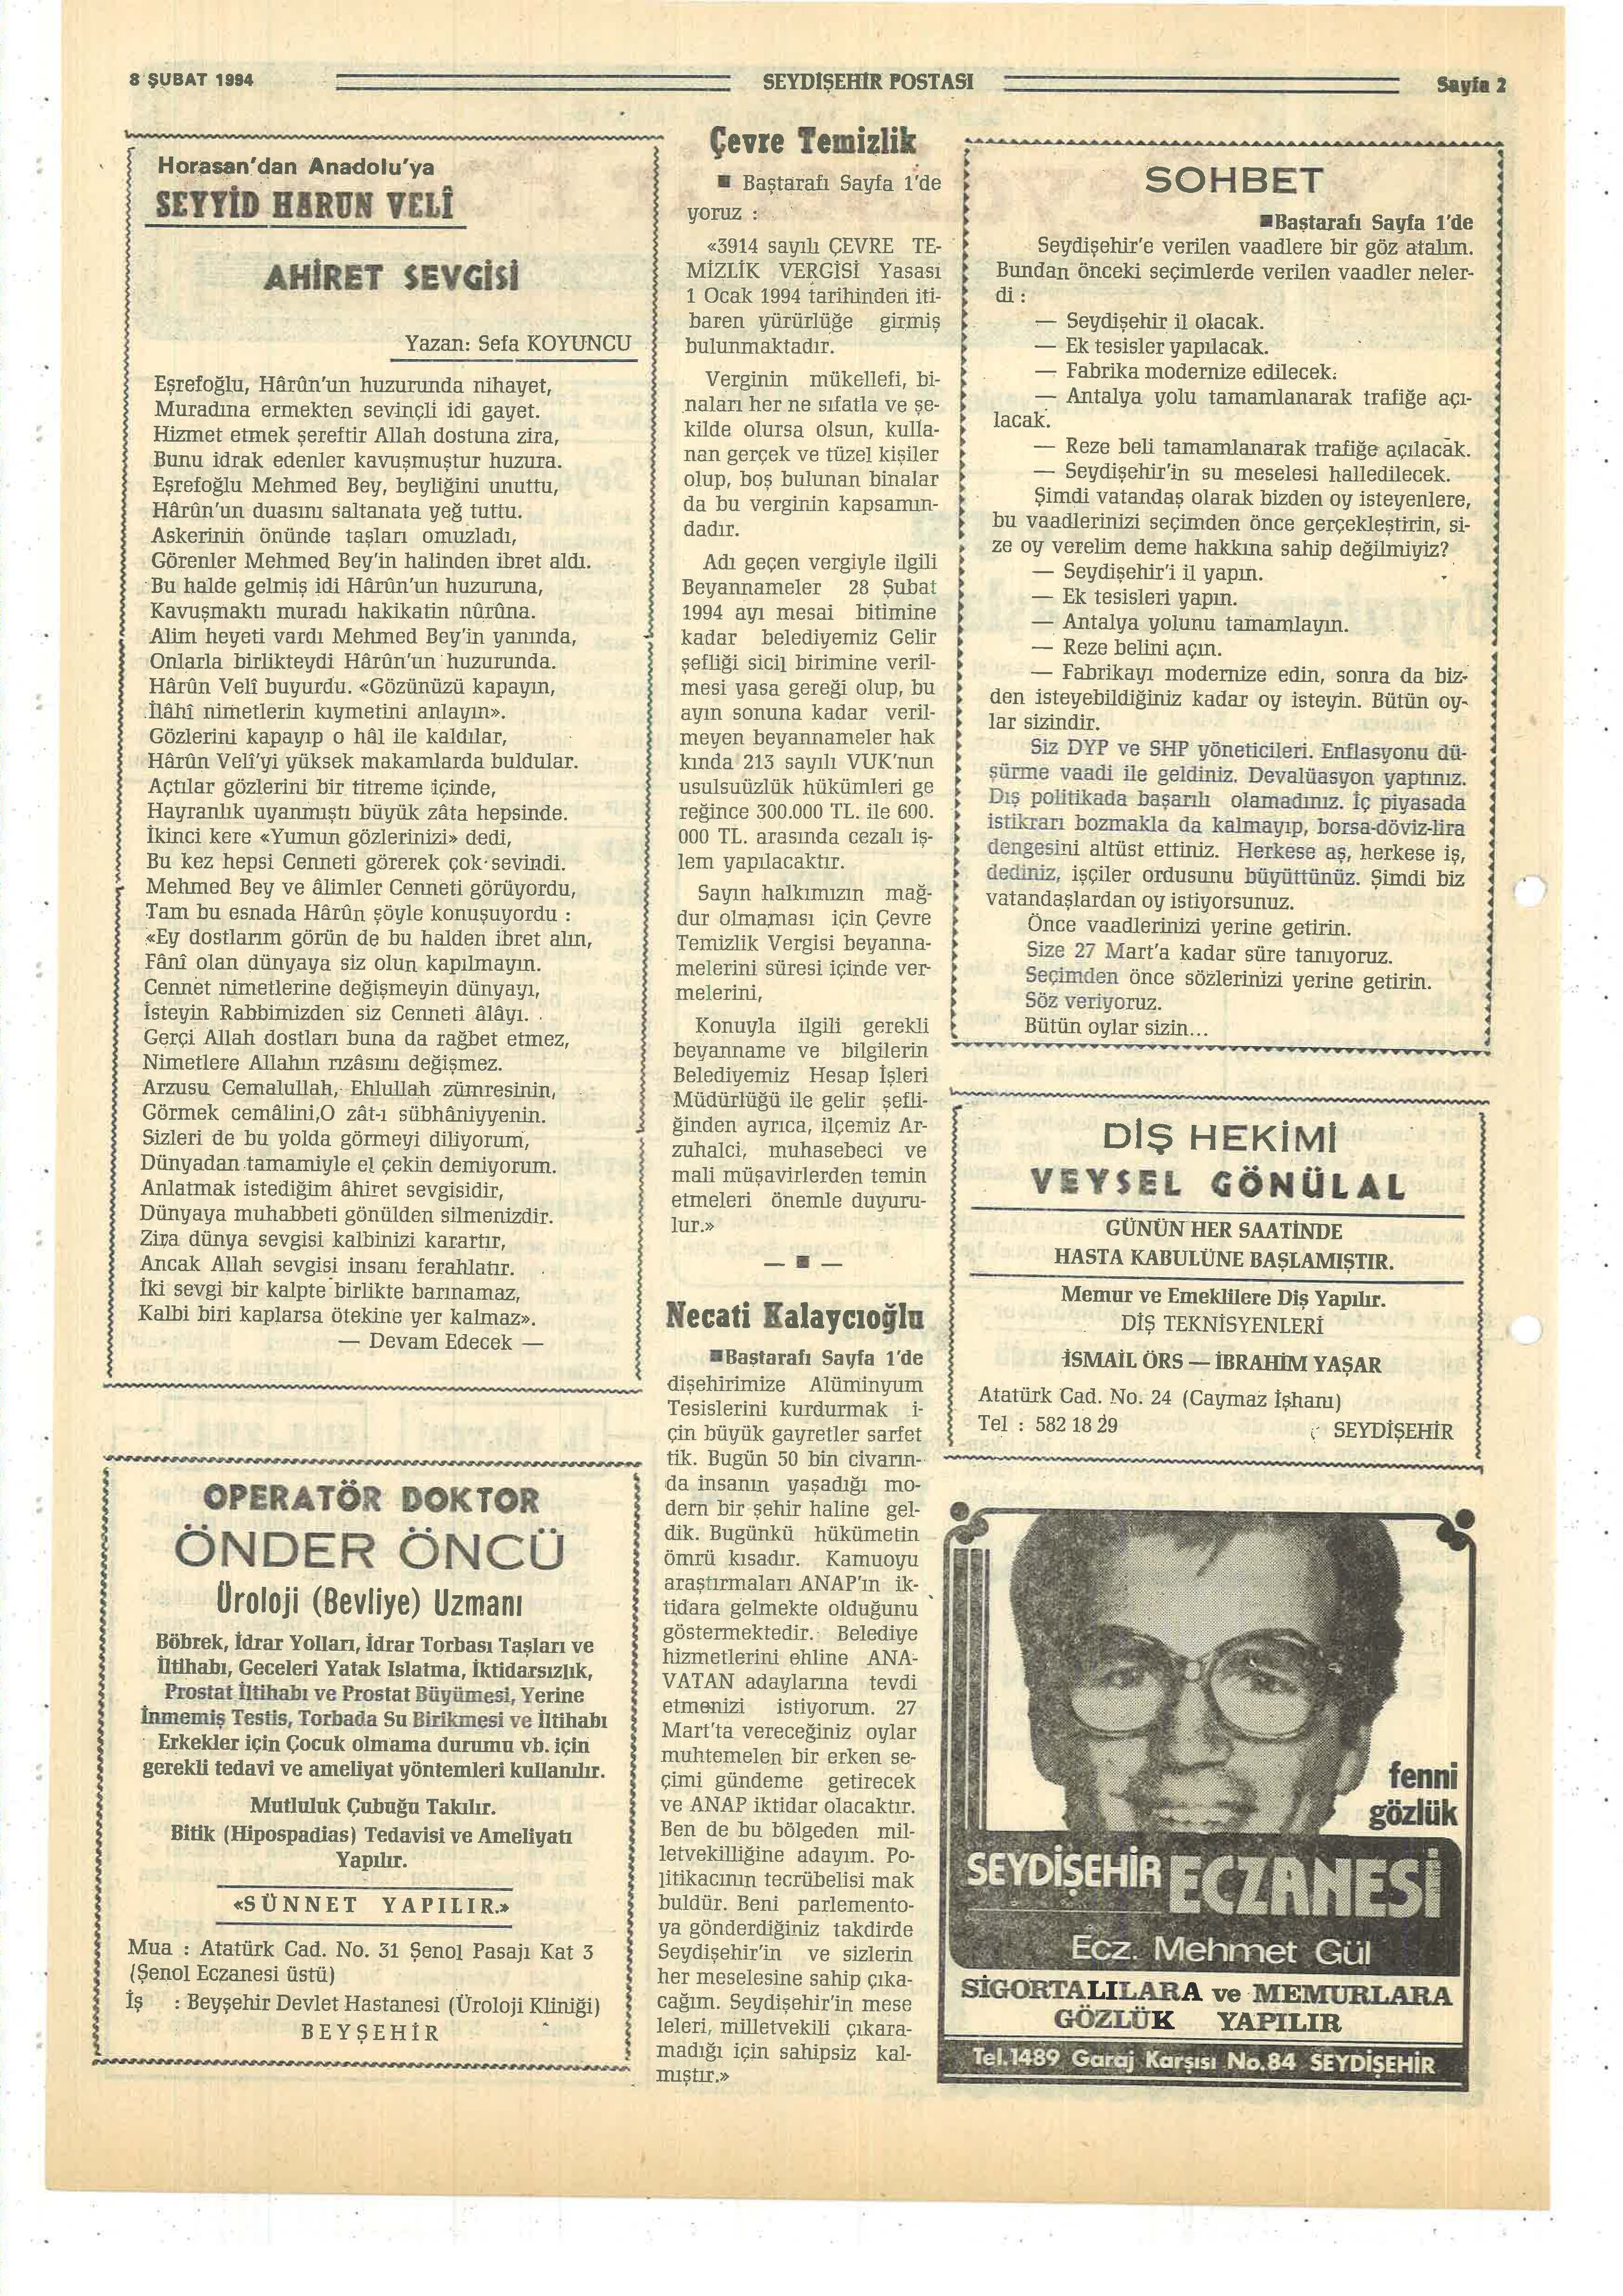 8 ŞUBAT 1994
SEYDİŞEHİR POSTASI
Sayfa 2
Horasan'dan Anadolu'ya
SEYYİD HARUN VELÎ
AHİRET SEVGİSİ
Yazan: Sefa KOYUNCU
Eşrefoğlu, Hârûn'un huzurunda nihayet,
Muradına ermekten sevinçli idi gayet.
Hizmet etmek şereftir Allah dostuna zira,
Bunu idrak edenler kavuşmuştur huzura.
Eşrefoğlu Mehmed Bey, beyliğini unuttu,
Hârûn'un duasını saltanata yeğ tuttu.
Askerinin önünde taşları omuzladı,
Görenler Mehmed Bey'in halinden ibret aldı.
Bu halde gelmiş idi Hârûn'un huzuruna,
Kavuşmaktı muradı hakikatin nûrûna.
Alim heyeti vardı Mehmed Bey'in yanında,
Onlarla birlikteydi Hârûn'un huzurunda.
Hârûn Velî buyurdu. «Gözünüzü kapayın,
İlâhî nimetlerin kıymetini anlayın».
Gözlerini kapayıp o hâl ile kaldılar,
Hârûn Velî'yi yüksek makamlarda buldular.
Açtılar gözlerini bir titreme içinde,
Hayranlık uyanmıştı büyük zâta hepsinde.
İkinci kere «Yumun gözlerinizi» dedi,
Bu kez hepsi Cenneti görerek çok sevindi.
Mehmed Bey ve âlimler Cenneti görüyordu,
Tam bu esnada Hârûn şöyle konuşuyordu :
«Ey dostlarım görün de bu halden ibret alın,
Fânî olan dünyaya siz olun kapılmayın.
Cennet nimetlerine değişmeyin dünyayı,
İsteyin Rabbimizden siz Cenneti âlâyı.
Gerçi Allah dostları buna da rağbet etmez,
Nimetlere Allahın rızâsını değişmez.
Arzusu Cemalullah, Ehlullah zümresinin,
Görmek cemâlini,O zât-ı sübhâniyyenin.
Sizleri de bu yolda görmeyi diliyorum,
Dünyadan tamamiyle el çekin demiyorum.
Anlatmak istediğim âhiret sevgisidir,
Dünyaya muhabbeti gönülden silmenizdir.
Zira dünya sevgisi kalbinizi karartır,
Ancak Allah sevgisi insanı ferahlatır.
İki sevgi bir kalpte birlikte barınamaz,
Kalbi biri kaplarsa ötekine yer kalmaz».
— Devam Edecek —
OPERATÖR DOKTOR
ÖNDER ÖNCÜ
Üroloji (Bevliye) Uzmanı
Böbrek, İdrar Yolları, İdrar Torbası Taşları ve
İltihabı, Geceleri Yatak Islatma, İktidarsızlık,
Prostat İltihabı ve Prostat Büyümesi, Yerine
İnmemiş Testis, Torbada Su Birikmesi ve İltihabı
Erkekler için Çocuk olmama durumu vb. için
gerekli tedavi ve ameliyat yöntemleri kullanılır.
Mutluluk Çubuğu Takılır.
Bitik (Hipospadias) Tedavisi ve Ameliyatı
Yapılır.
«SÜNNET YAPILIR.»
Mua : Atatürk Cad. No. 31 Şenol Pasajı Kat 3
(Şenol Eczanesi üstü)
İş : Beyşehir Devlet Hastanesi (Üroloji Kliniği)
BEYŞEHİR
Çevre Temizlik
■ Baştarafı Sayfa 1'de
yoruz :
«3914 sayılı ÇEVRE TE-
MİZLİK VERGİSİ Yasası
1 Ocak 1994 tarihinden iti-
baren yürürlüğe girmiş
bulunmaktadır.
Verginin mükellefi, bi-
naları her ne sıfatla ve şe-
kilde olursa olsun, kulla-
nan gerçek ve tüzel kişiler
olup, boş bulunan binalar
da bu verginin kapsamın-
dadır.
Adı geçen vergiyle ilgili
Beyannameler 28 Şubat
1994 ayı mesai bitimine
kadar belediyemiz Gelir
şefliği sicil birimine veril-
mesi yasa gereği olup, bu
ayın sonuna kadar veril-
meyen beyannameler hak
kında 213 sayılı VUK'nun
usulsuüzlük hükümleri ge
reğince 300.000 TL. ile 600.
000 TL. arasında cezalı iş-
lem yapılacaktır.
Sayın halkımızın mağ-
dur olmaması için Çevre
Temizlik Vergisi beyanna-
melerini süresi içinde ver-
melerini,
Konuyla ilgili gerekli
beyanname ve bilgilerin
Belediyemiz Hesap İşleri
Müdürlüğü ile gelir şefli-
ğinden ayrıca, ilçemiz Ar-
zuhalci, muhasebeci ve
mali müşavirlerden temin
etmeleri önemle duyuru-
lur.»
— ■ —
Necati Kalaycıoğlu
■Baştarafı Sayfa 1'de
dişehirimize Alüminyum
Tesislerini kurdurmak i-
çin büyük gayretler sarfet
tik. Bugün 50 bin civarın-
da insanın yaşadığı mo-
dern bir şehir haline gel-
dik. Bugünkü hükümetin
ömrü kısadır. Kamuoyu
araştırmaları ANAP'ın ik-
tidara gelmekte olduğunu
göstermektedir. Belediye
hizmetlerini ehline ANA-
VATAN adaylarına tevdi
etmenizi istiyorum. 27
Mart'ta vereceğiniz oylar
muhtemelen bir erken se-
çimi gündeme getirecek
ve ANAP iktidar olacaktır.
Ben de bu bölgeden mil-
letvekilliğine adayım. Po-
litikacının tecrübelisi mak
buldür. Beni parlemento-
ya gönderdiğiniz takdirde
Seydişehir'in ve sizlerin
her meselesine sahip çıka-
cağım. Seydişehir'in mese
leleri, milletvekili çıkara-
madığı için sahipsiz kal-
mıştır.»
SOHBET
■Baştarafı Sayfa 1'de
Seydişehir'e verilen vaadlere bir göz atalım.
Bundan önceki seçimlerde verilen vaadler neler-
di :
— Seydişehir il olacak.
— Ek tesisler yapılacak.
— Fabrika modernize edilecek.
— Antalya yolu tamamlanarak trafiğe açı-
lacak.
— Reze beli tamamlanarak trafiğe açılacak.
— Seydişehir'in su meselesi halledilecek.
Şimdi vatandaş olarak bizden oy isteyenlere,
bu vaadlerinizi seçimden önce gerçekleştirin, si-
ze oy verelim deme hakkına sahip değilmiyiz?
— Seydişehir'i il yapın.
— Ek tesisleri yapın.
— Antalya yolunu tamamlayın.
— Reze belini açın.
— Fabrikayı modernize edin, sonra da biz-
den isteyebildiğiniz kadar oy isteyin. Bütün oy-
lar sizindir.
Siz DYP ve SHP yöneticileri. Enflasyonu dü-
şürme vaadi ile geldiniz. Devalüasyon yaptınız.
Dış politikada başarılı olamadınız. İç piyasada
istikrarı bozmakla da kalmayıp, borsa-döviz-lira
dengesini altüst ettiniz. Herkese aş, herkese iş,
dediniz, işçiler ordusunu büyüttünüz. Şimdi biz
vatandaşlardan oy istiyorsunuz.
Önce vaadlerinizi yerine getirin.
Size 27 Mart'a kadar süre tanıyoruz.
Seçimden önce sözlerinizi yerine getirin.
Söz veriyoruz.
Bütün oylar sizin...
DİŞ HEKİMİ
VEYSEL GÖNÜLAL
GÜNÜN HER SAATİNDE
HASTA KABULÜNE BAŞLAMIŞTIR.
Memur ve Emeklilere Diş Yapılır.
DİŞ TEKNİSYENLERİ
İSMAİL ÖRS — İBRAHİM YAŞAR
Atatürk Cad. No. 24 (Caymaz İşhanı)
Tel : 582 18 29
SEYDİŞEHİR
fenni
gözlük
SEYDİŞEHİR ECZANESİ
Ecz. Mehmet Gül
SİGORTALILARA ve MEMURLARA
GÖZLÜK YAPILIR
Tel.1489 Garaj Karşısı No.84 SEYDİŞEHİR